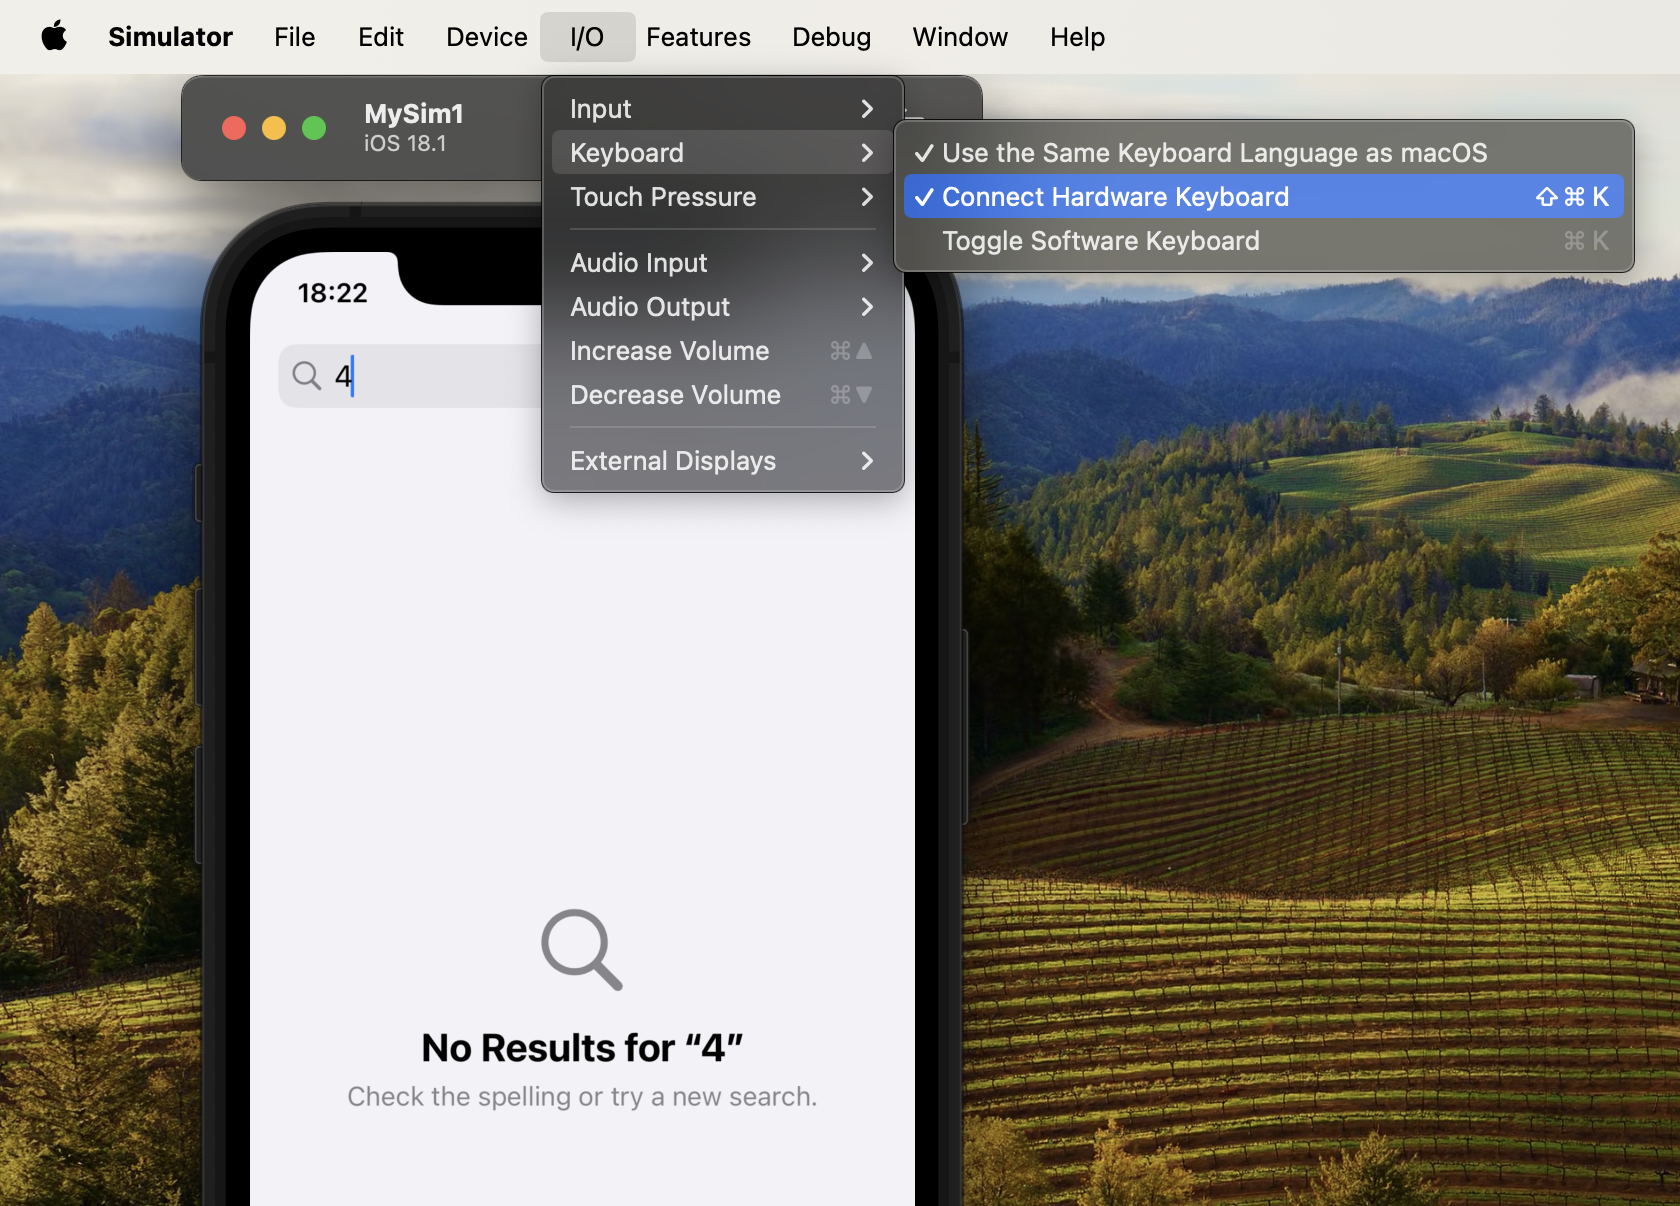 Simulator File Edit Device I/O Features Debug Window Help
MySim1
iOS 18.1
Input
Keyboard
Touch Pressure
Audio Input
Audio Output
Increase Volume ⌘▲
Decrease Volume ⌘▼
External Displays
✓ Use the Same Keyboard Language as macOS
✓ Connect Hardware Keyboard ⇧⌘K
Toggle Software Keyboard ⌘K
18:22
4
No Results for “4”
Check the spelling or try a new search.